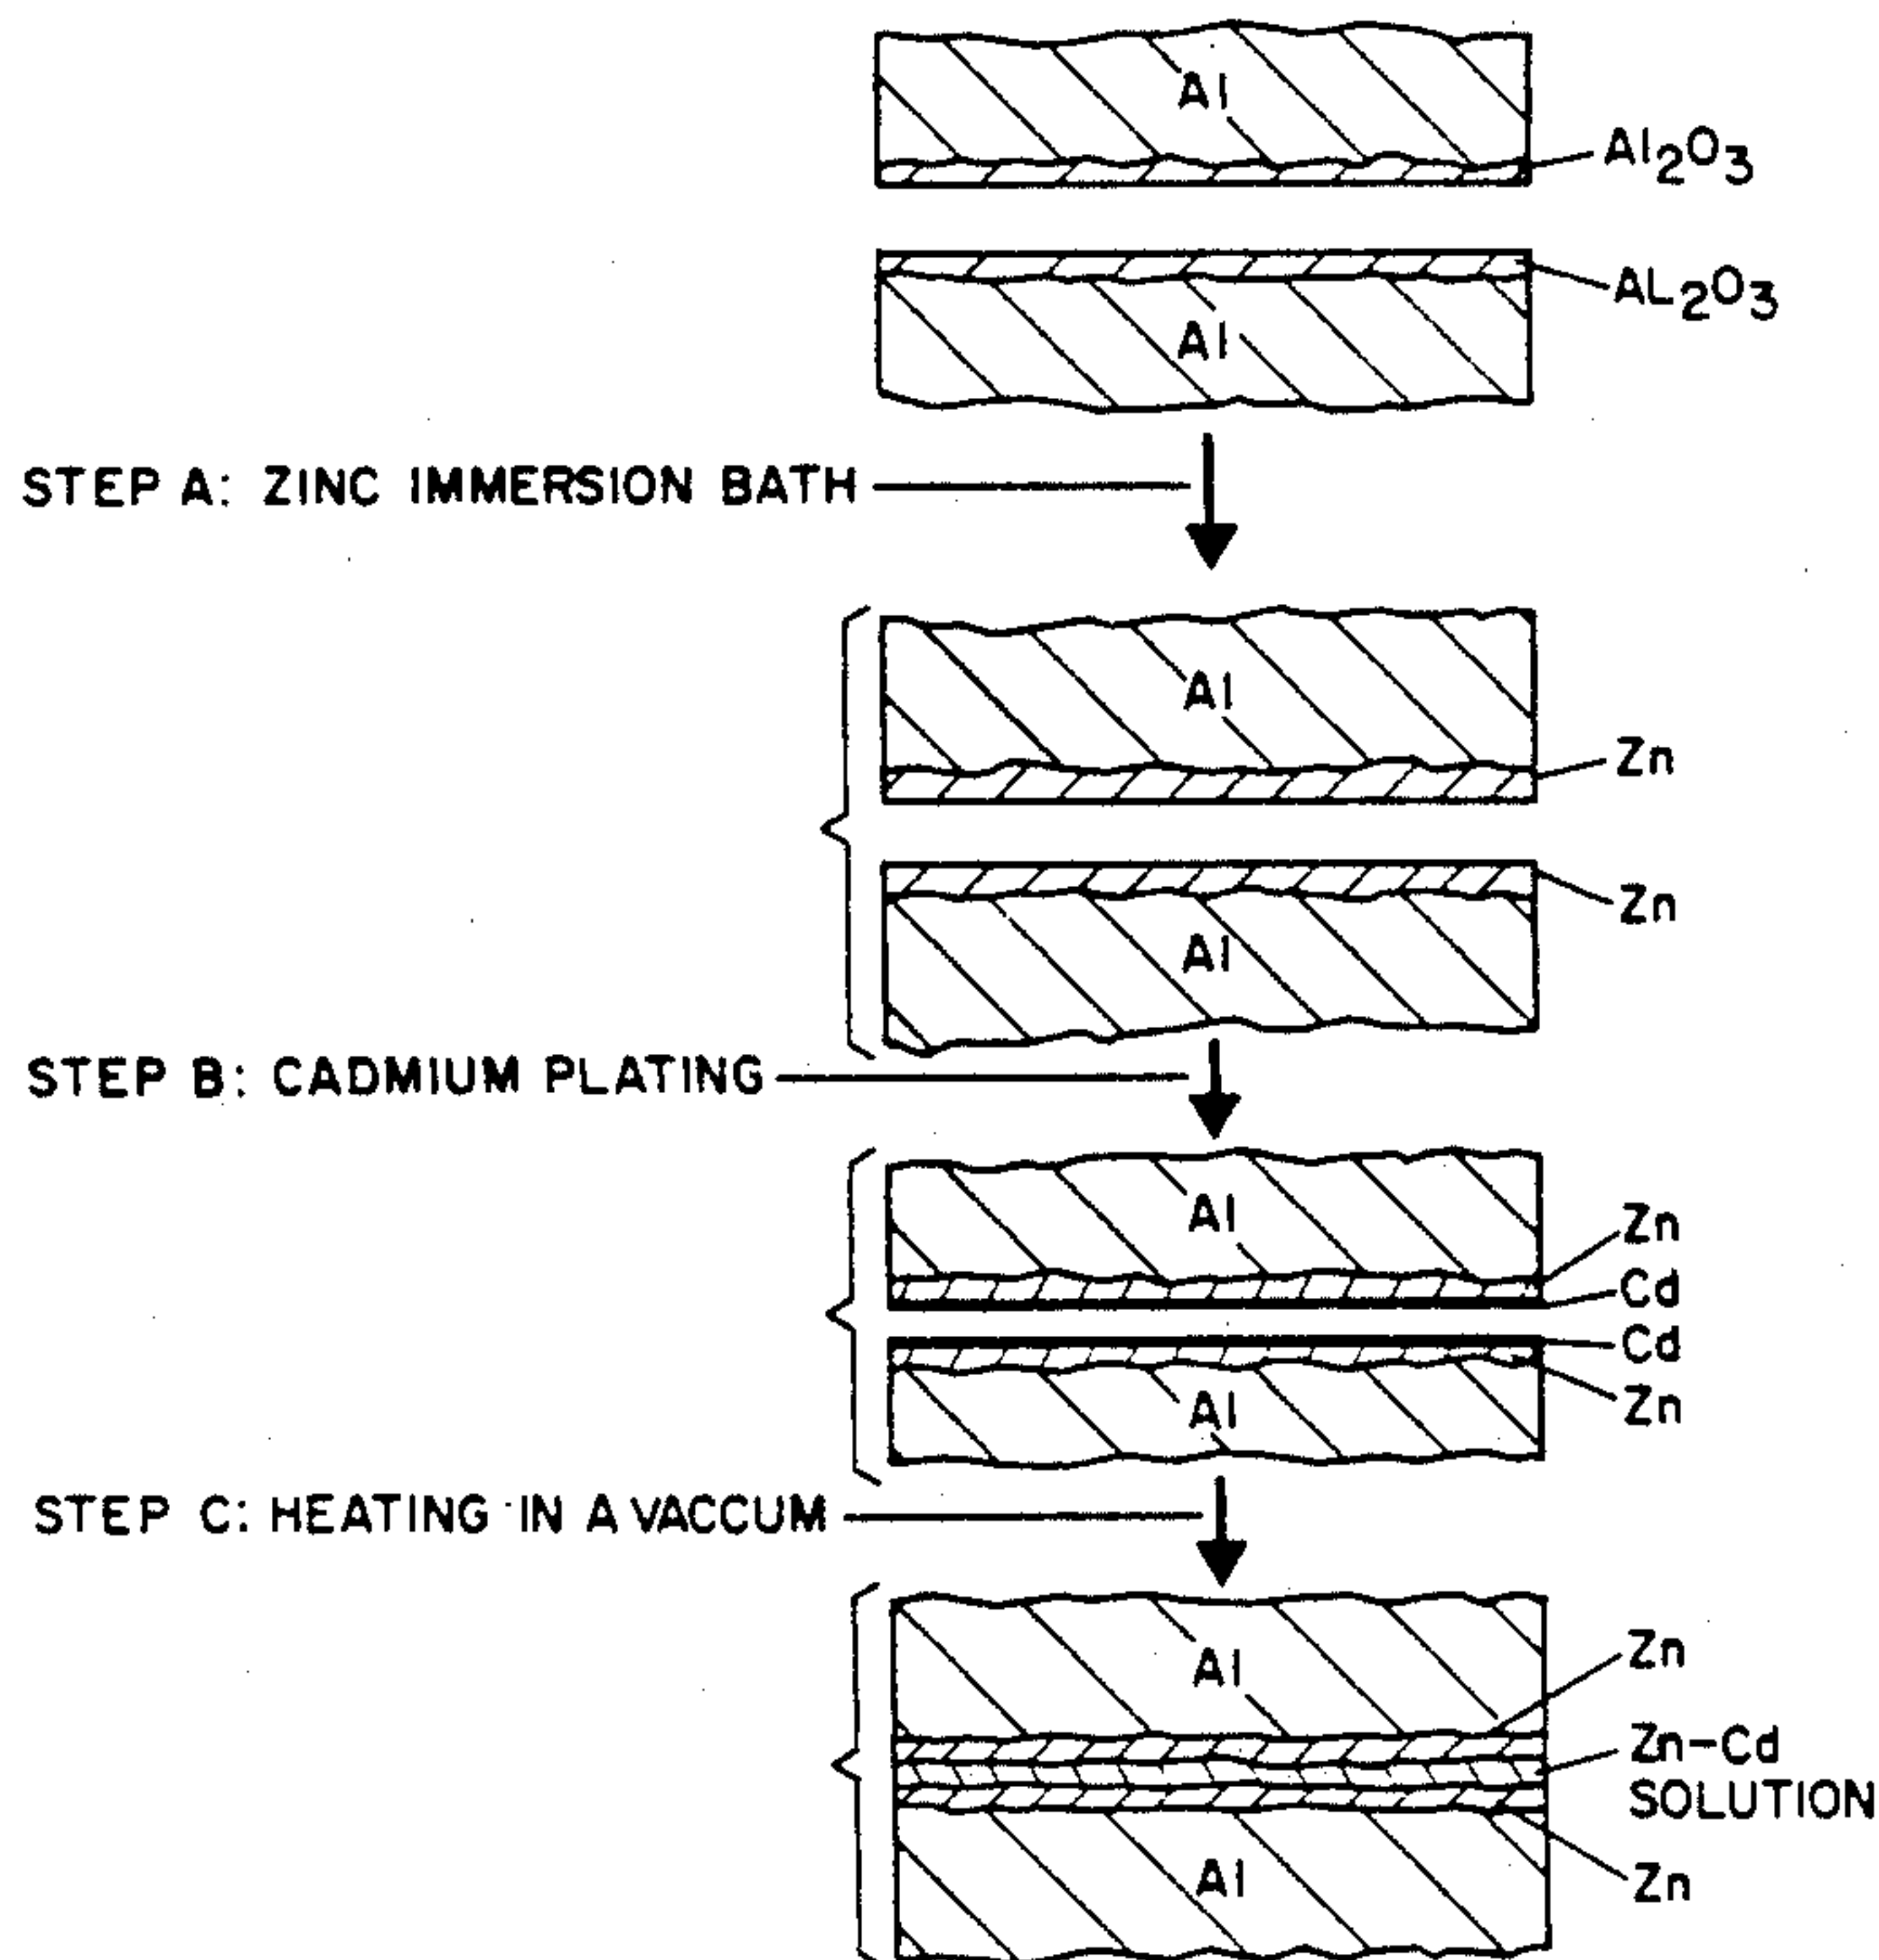 Al
Al2O3
AL2O3
Al
STEP A: ZINC IMMERSION BATH
Al
Zn
Zn
Al
STEP B: CADMIUM PLATING
Al
Zn
Cd
Cd
Zn
Al
STEP C: HEATING IN A VACCUM
Al
Zn
Zn-Cd
SOLUTION
Al
Zn